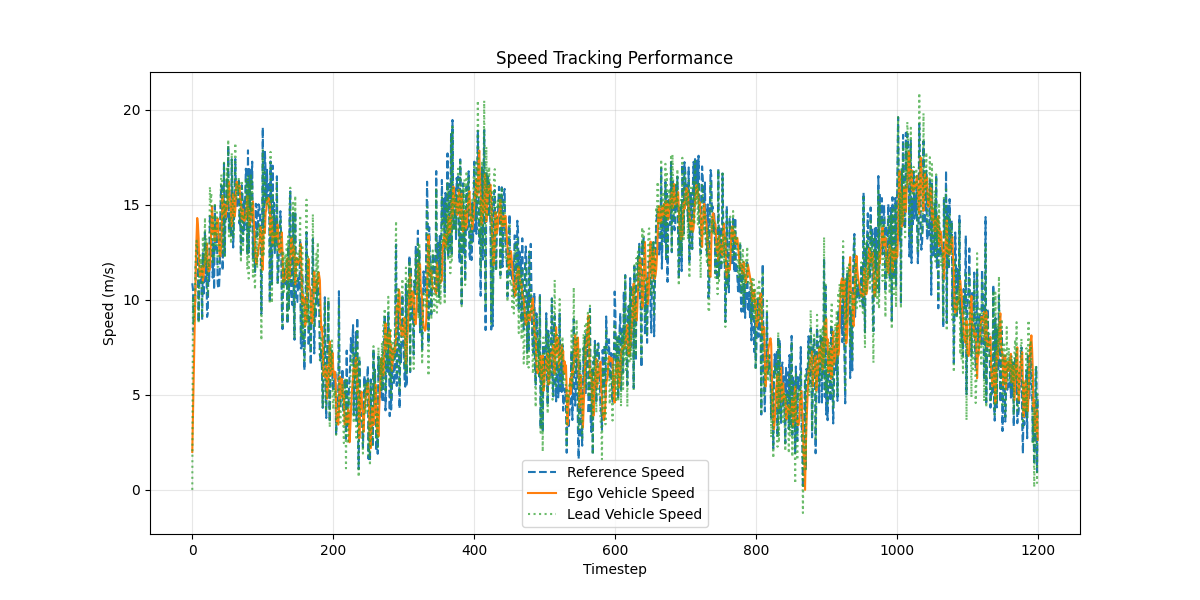 Speed Tracking Performance
Speed (m/s)
20
15
10
5
0
Reference Speed
Ego Vehicle Speed
Lead Vehicle Speed
0 200 400 600 800 1000 1200
Timestep